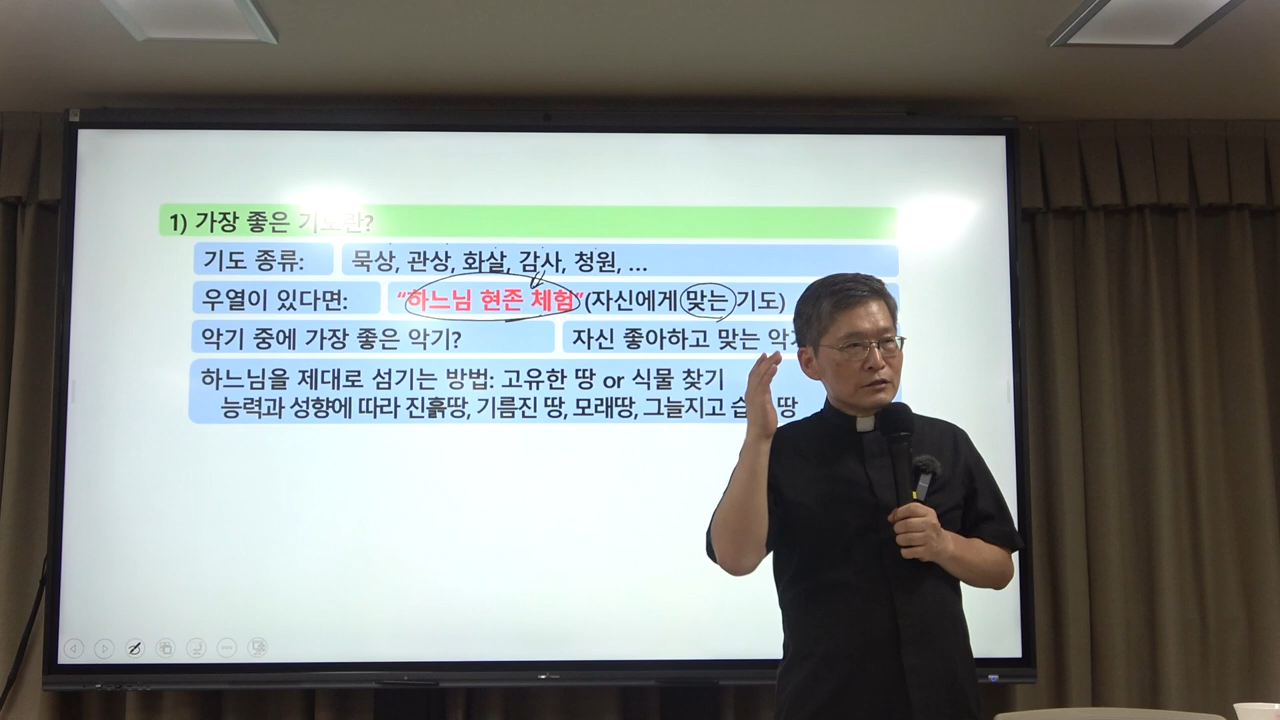 1) 가장 좋은 기도란?
기도 종류: 묵상, 관상, 화살, 감사, 청원, ...
우열이 있다면: “하느님 현존 체험”(자신에게 맞는 기도)
악기 중에 가장 좋은 악기? 자신 좋아하고 맞는
하느님을 제대로 섬기는 방법: 고유한 땅 or 식물 찾기
능력과 성향에 따라 진흙땅, 기름진 땅, 모래땅, 그늘지고 땅